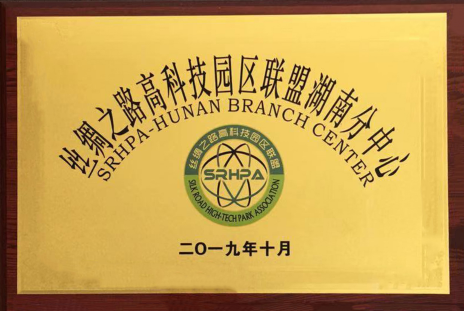 丝绸之路高科技园区联盟湖南分中心
SRHPA-HUNAN BRANCH CENTER
丝绸之路高科技园区联盟
SRHPA
SILK ROAD HIGH-TECH PARK ASSOCIATION
二〇一九年十月